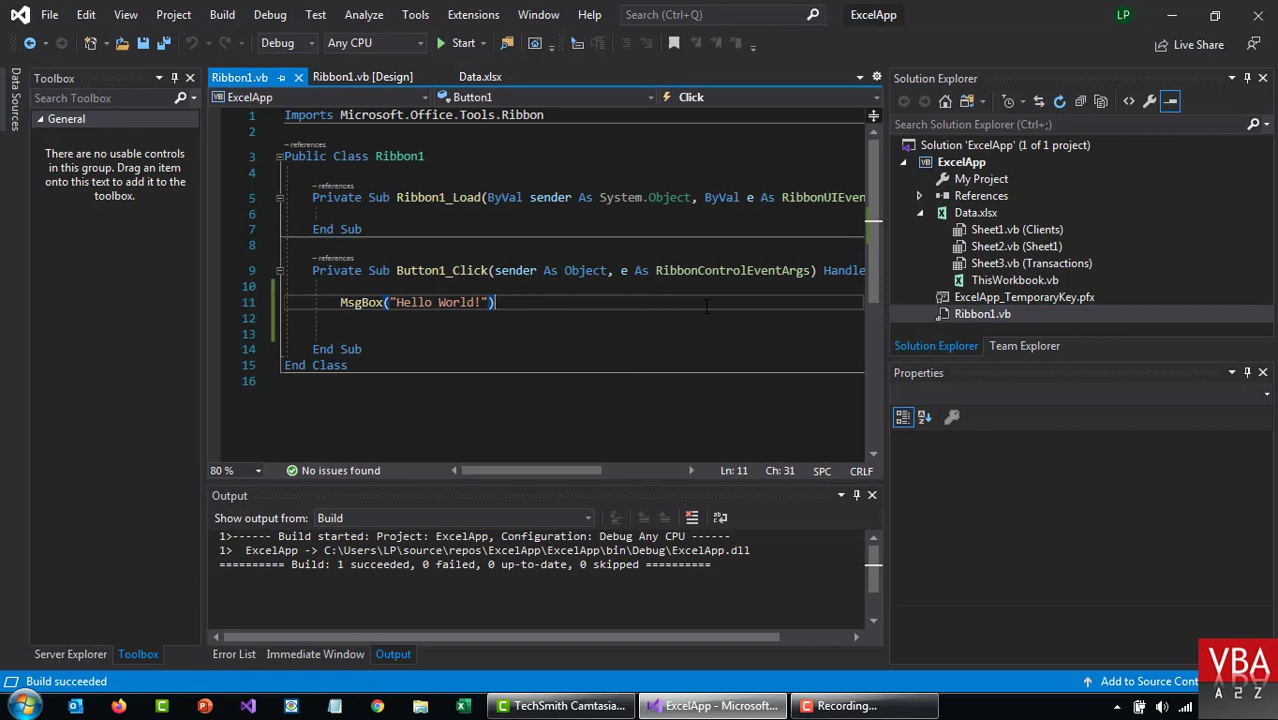 File Edit View Project Build Debug Test Analyze Tools Extensions Window Help Search (Ctrl+Q) ExcelApp LP
Debug Any CPU Start Live Share
Data Sources
Toolbox
Search Toolbox
General
There are no usable controls
in this group. Drag an item
onto this text to add it to the
toolbox.
Ribbon1.vb Ribbon1.vb [Design] Data.xlsx
ExcelApp Button1 Click
1 Imports Microsoft.Office.Tools.Ribbon
2
- references
3 Public Class Ribbon1
4
- references
5 Private Sub Ribbon1_Load(ByVal sender As System.Object, ByVal e As RibbonUIEven
6
7 End Sub
8
- references
9 Private Sub Button1_Click(sender As Object, e As RibbonControlEventArgs) Handle
10
11 MsgBox("Hello World!")
12
13
14 End Sub
15 End Class
16
80 % No issues found Ln: 11 Ch: 31 SPC CRLF
Output
Show output from: Build
1>------ Build started: Project: ExcelApp, Configuration: Debug Any CPU ------
1> ExcelApp -> C:\Users\LP\source\repos\ExcelApp\ExcelApp\bin\Debug\ExcelApp.dll
========== Build: 1 succeeded, 0 failed, 0 up-to-date, 0 skipped ==========
Solution Explorer
Search Solution Explorer (Ctrl+;)
Solution 'ExcelApp' (1 of 1 project)
ExcelApp
My Project
References
Data.xlsx
Sheet1.vb (Clients)
Sheet2.vb (Sheet1)
Sheet3.vb (Transactions)
ThisWorkbook.vb
ExcelApp_TemporaryKey.pfx
Ribbon1.vb
Solution Explorer Team Explorer
Properties
Server Explorer Toolbox Error List Immediate Window Output
Build succeeded Add to Source Cont
VBA
A 2 Z
TechSmith Camtasia... ExcelApp - Microsoft... Recording...